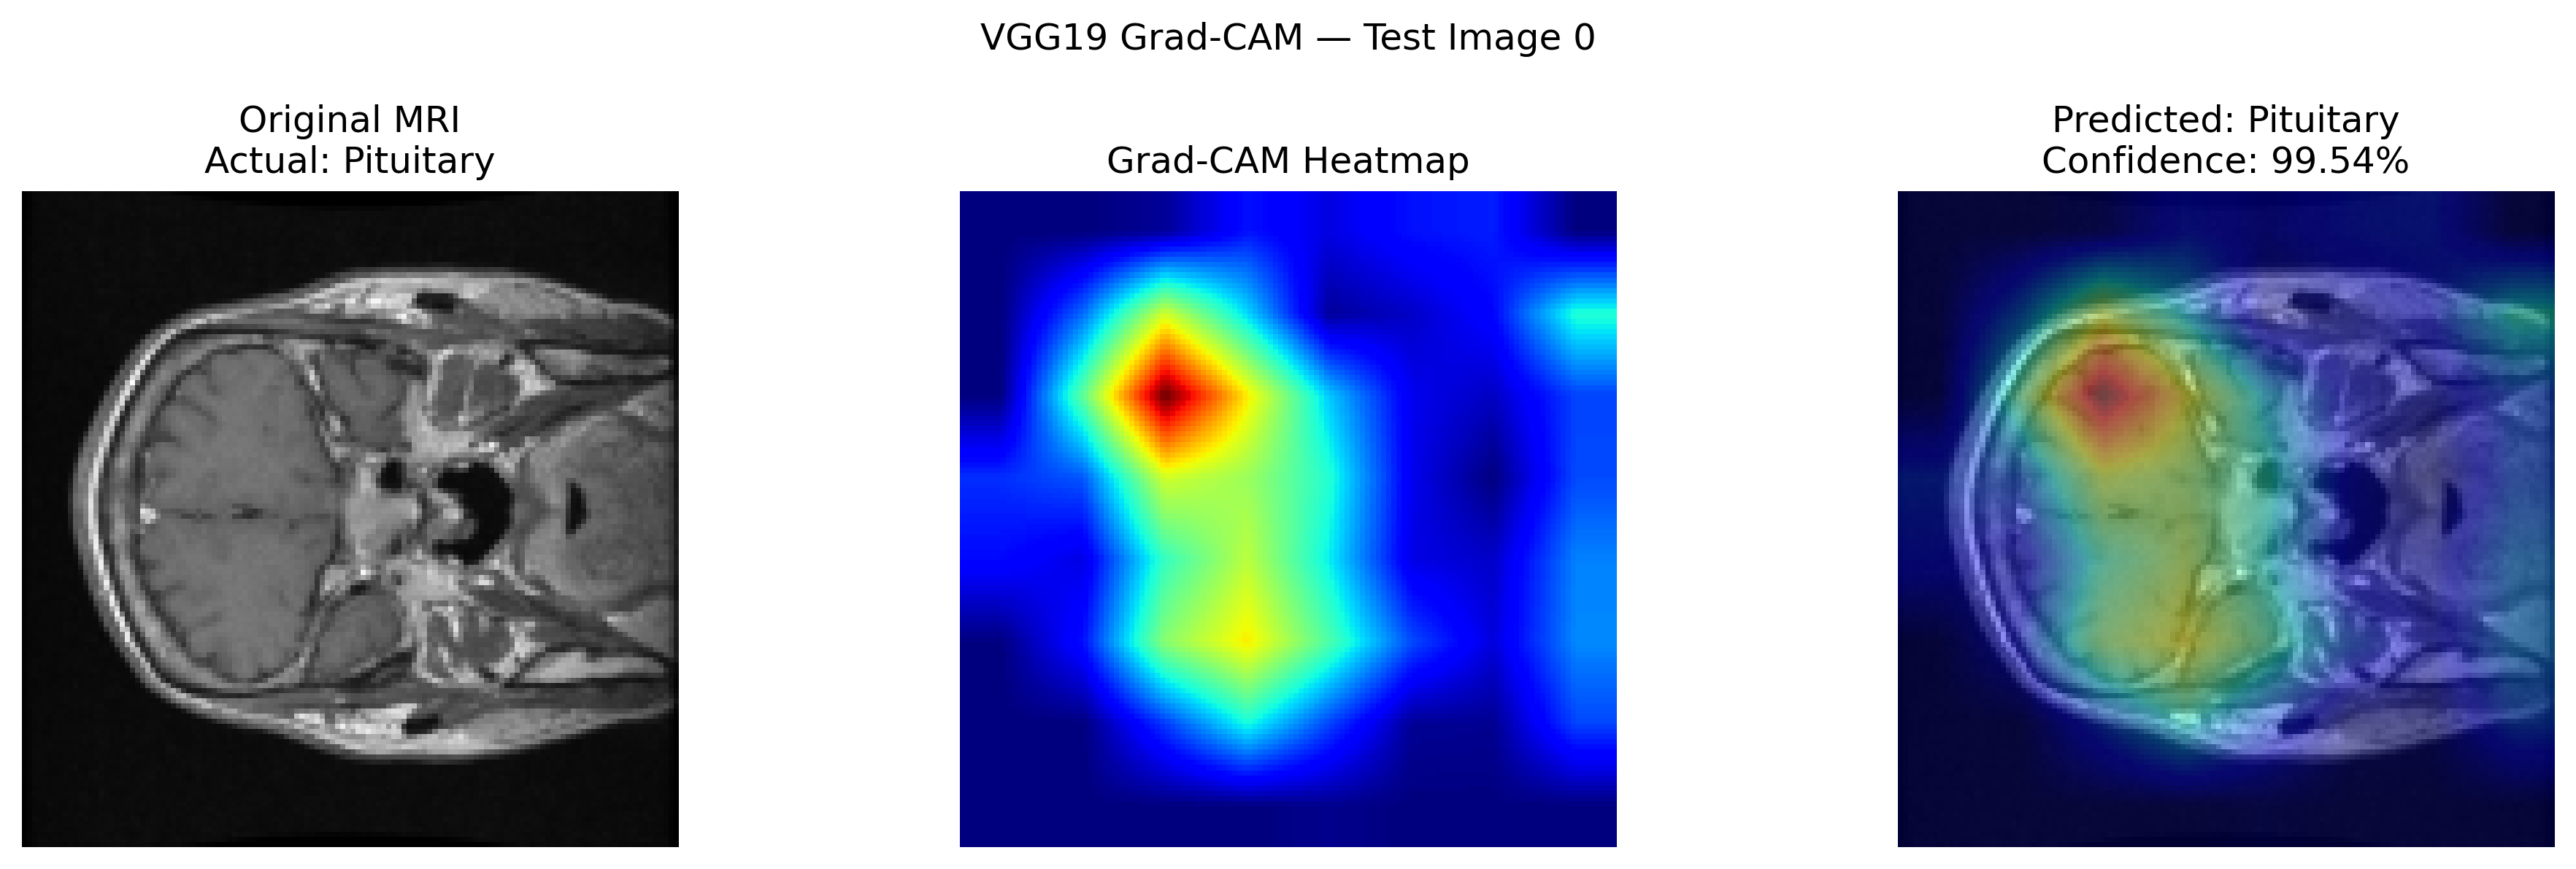 VGG19 Grad-CAM — Test Image 0
Original MRI
Actual: Pituitary
Grad-CAM Heatmap
Predicted: Pituitary
Confidence: 99.54%